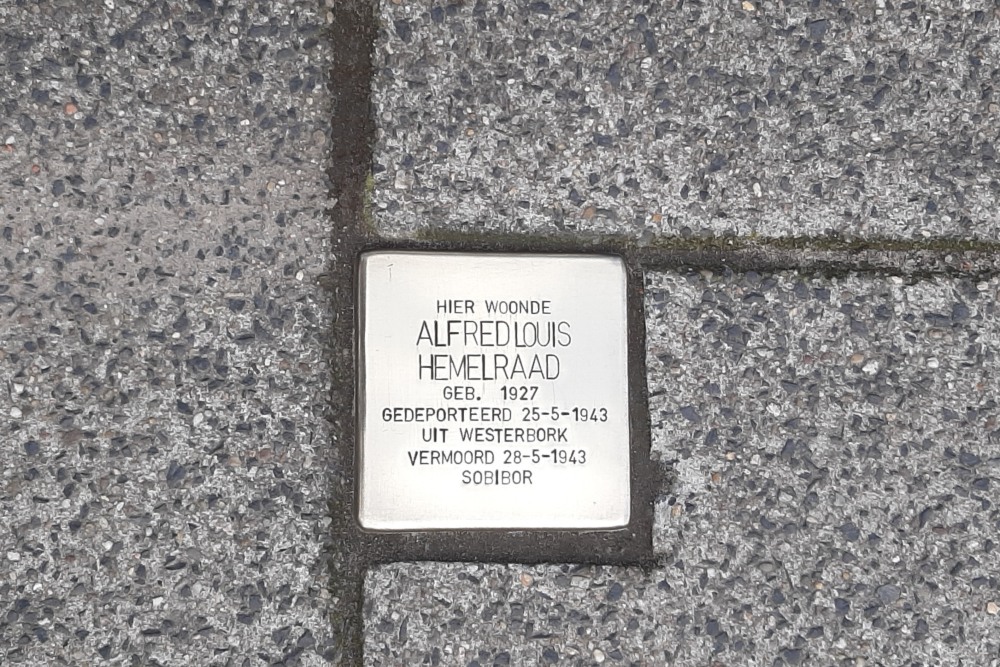 HIER WOONDE
ALFRED LOUIS
HEMELRAAD
GEB. 1927
GEDEPORTEERD 25-5-1943
UIT WESTERBORK
VERMOORD 28-5-1943
SOBIBOR